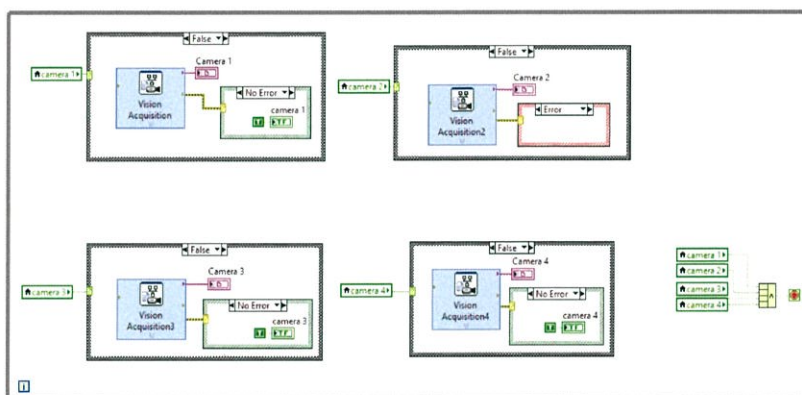 False
camera 1
Camera 1
Vision
Acquisition
No Error
camera 1
False
camera 2
Camera 2
Vision
Acquisition2
Error
False
camera 3
Camera 3
Vision
Acquisition3
No Error
camera 3
False
camera 4
Camera 4
Vision
Acquisition4
No Error
camera 4
camera 1
camera 2
camera 3
camera 4
i